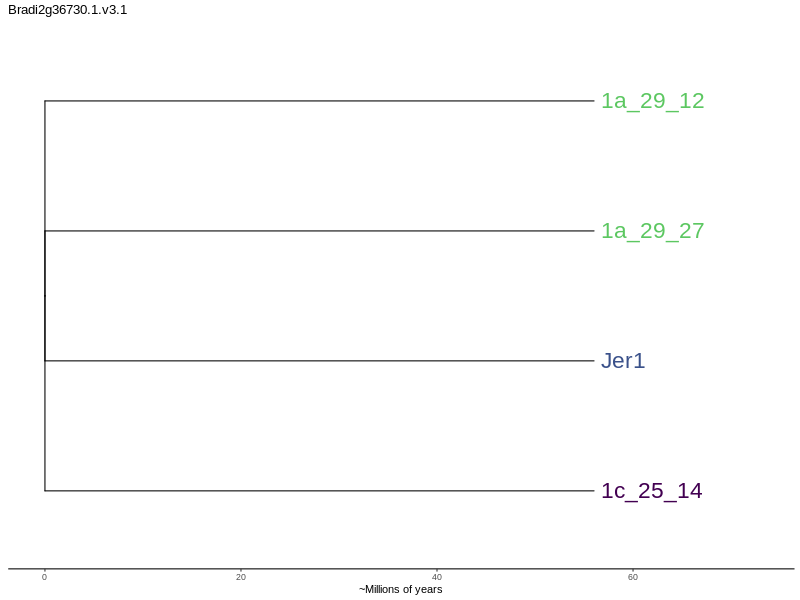 Bradi2g36730.1.v3.1
1a_29_12
1a_29_27
Jer1
1c_25_14
0 20 40 60
~Millions of years